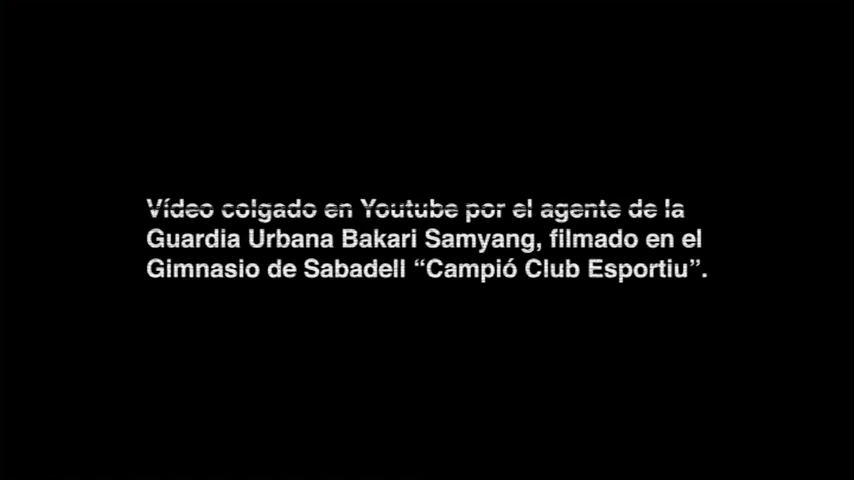 Vídeo colgado en Youtube por el agente de la
Guardia Urbana Bakari Samyang, filmado en el
Gimnasio de Sabadell “Campió Club Esportiu”.